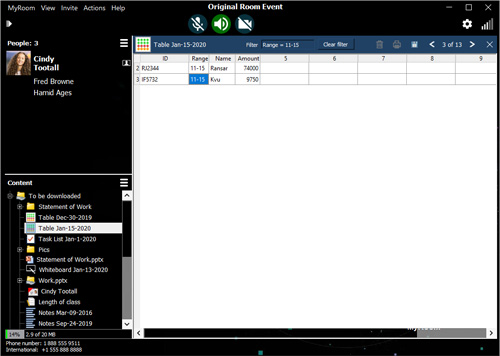 MyRoom View Invite Actions Help
Original Room Event
People: 3
Cindy
Tootall
Fred Browne
Hamid Ages
Table Jan-15-2020
Filter Range = 11-15
Clear filter
3 of 13
ID Range Name Amount 5 6 7 8 9
2 RJ2344 11-15 Ransar 74000
3 IF5732 11-15 Kvu 9750
Content
To be downloaded
Statement of Work
Table Dec-30-2019
Table Jan-15-2020
Task List Jan-1-2020
Pics
Statement of Work.pptx
Whiteboard Jan-13-2020
Work.pptx
Cindy Tootall
Length of class
Notes Mar-09-2016
Notes Sep-24-2019
14% 2.9 of 20 MB
Phone number: 1 888 555 9511
International: +1 555 888 8888